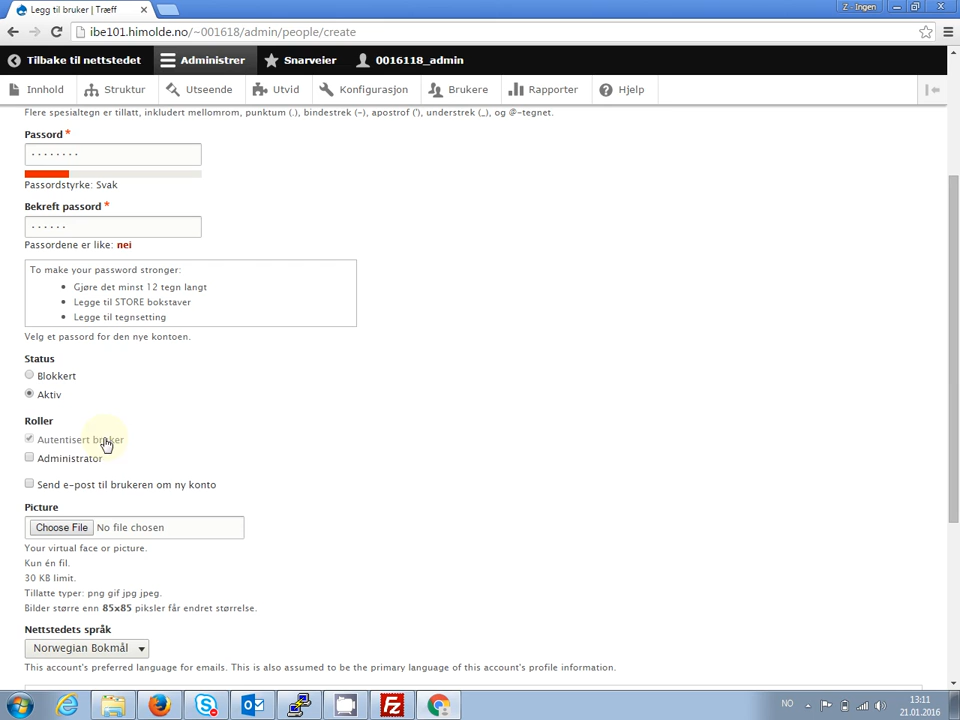 Legg til bruker | Træff
Z - Ingen
ibe101.himolde.no/~001618/admin/people/create
Tilbake til nettstedet Administrer Snarveier 0016118_admin
Innhold Struktur Utseende Utvid Konfigurasjon Brukere Rapporter Hjelp
Flere spesialtegn er tillatt, inkludert mellomrom, punktum (.), bindestrek (-), apostrof ('), understrek (_), og @-tegnet.
Passord *
Passordstyrke: Svak
Bekreft passord *
Passordene er like: nei
To make your password stronger:
Gjøre det minst 12 tegn langt
Legge til STORE bokstaver
Legge til tegnsetting
Velg et passord for den nye kontoen.
Status
Blokkert
Aktiv
Roller
Autentisert bruker
Administrator
Send e-post til brukeren om ny konto
Picture
Choose File No file chosen
Your virtual face or picture.
Kun én fil.
30 KB limit.
Tillatte typer: png gif jpg jpeg.
Bilder større enn 85x85 piksler får endret størrelse.
Nettstedets språk
Norwegian Bokmål
This account's preferred language for emails. This is also assumed to be the primary language of this account's profile information.
NO
13:11
21.01.2016